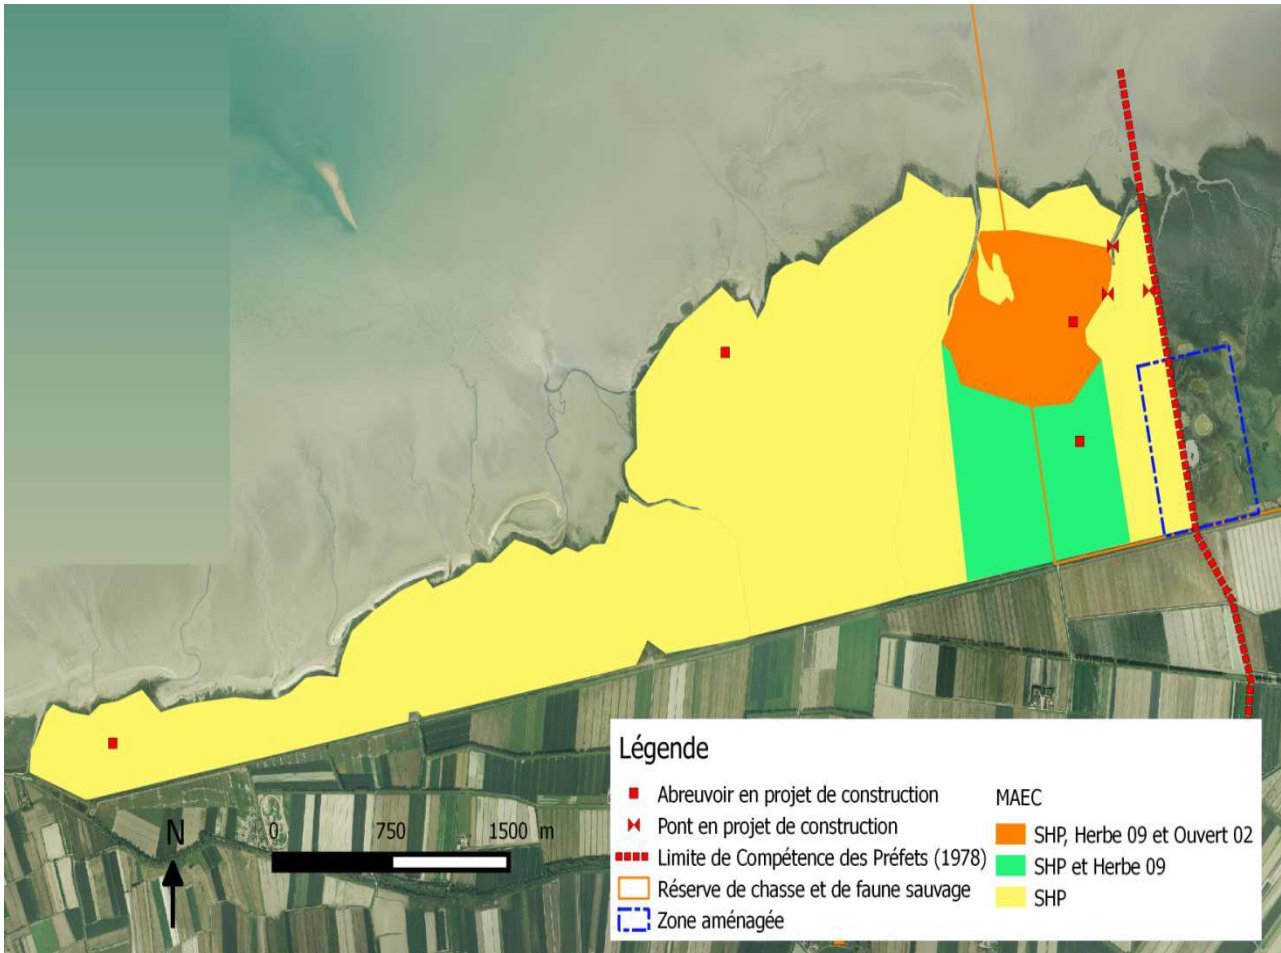 N
0 750 1500 m
Légende
Abreuvoir en projet de construction
Pont en projet de construction
Limite de Compétence des Préfets (1978)
Réserve de chasse et de faune sauvage
Zone aménagée
MAEC
SHP, Herbe 09 et Ouvert 02
SHP et Herbe 09
SHP